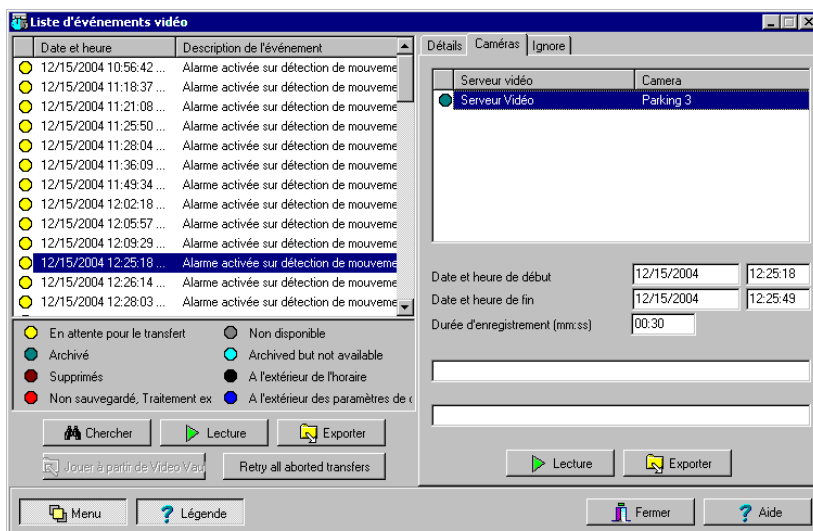 Liste d'événements vidéo
Date et heure Description de l'événement
12/15/2004 10:56:42 ... Alarme activée sur détection de mouveme
12/15/2004 11:18:37 ... Alarme activée sur détection de mouveme
12/15/2004 11:21:08 ... Alarme activée sur détection de mouveme
12/15/2004 11:25:50 ... Alarme activée sur détection de mouveme
12/15/2004 11:28:04 ... Alarme activée sur détection de mouveme
12/15/2004 11:36:09 ... Alarme activée sur détection de mouveme
12/15/2004 11:49:34 ... Alarme activée sur détection de mouveme
12/15/2004 12:02:18 ... Alarme activée sur détection de mouveme
12/15/2004 12:05:57 ... Alarme activée sur détection de mouveme
12/15/2004 12:09:29 ... Alarme activée sur détection de mouveme
12/15/2004 12:25:18 ... Alarme activée sur détection de mouveme
12/15/2004 12:26:14 ... Alarme activée sur détection de mouveme
12/15/2004 12:28:03 ... Alarme activée sur détection de mouveme
En attente pour le transfert Non disponible
Archivé Archived but not available
Supprimés A l'extérieur de l'horaire
Non sauvegardé, Traitement ex A l'extérieur des paramètres de c
Chercher Lecture Exporter
Jouer à partir de Video Vau Retry all aborted transfers
Détails Caméras Ignore
Serveur vidéo Camera
Serveur Vidéo Parking 3
Date et heure de début 12/15/2004 12:25:18
Date et heure de fin 12/15/2004 12:25:49
Durée d'enregistrement (mm:ss) 00:30
Lecture Exporter
Menu Légende Fermer Aide